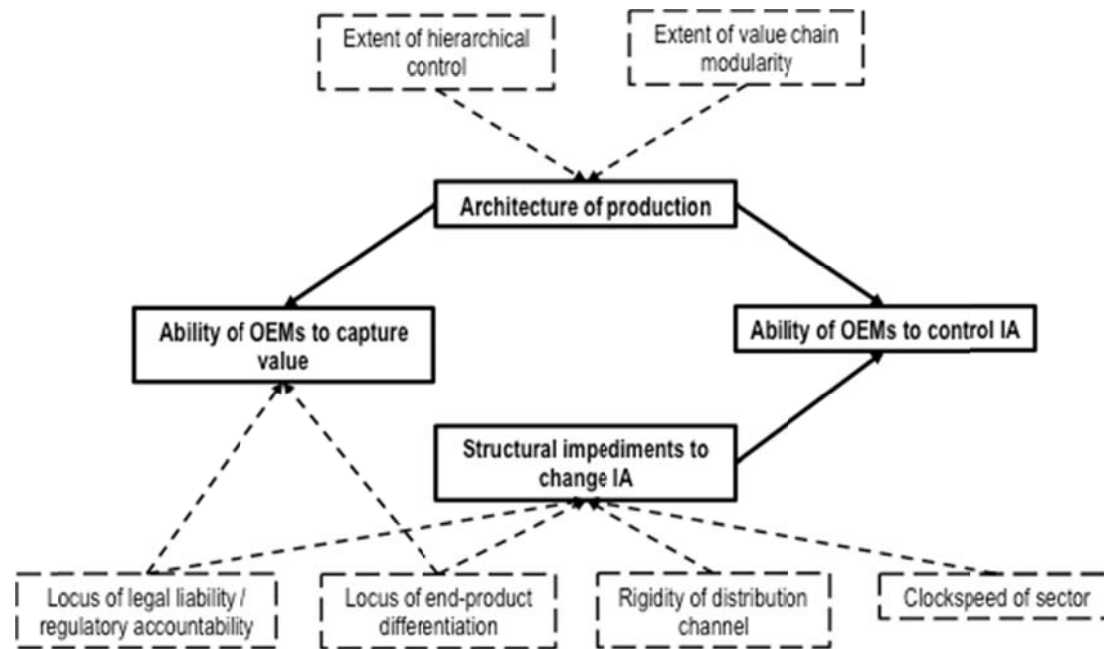 Extent of hierarchical
control
Extent of value chain
modularity
Architecture of production
Ability of OEMs to capture
value
Ability of OEMs to control IA
Structural impediments to
change IA
Locus of legal liability /
regulatory accountability
Locus of end-product
differentiation
Rigidity of distribution
channel
Clockspeed of sector